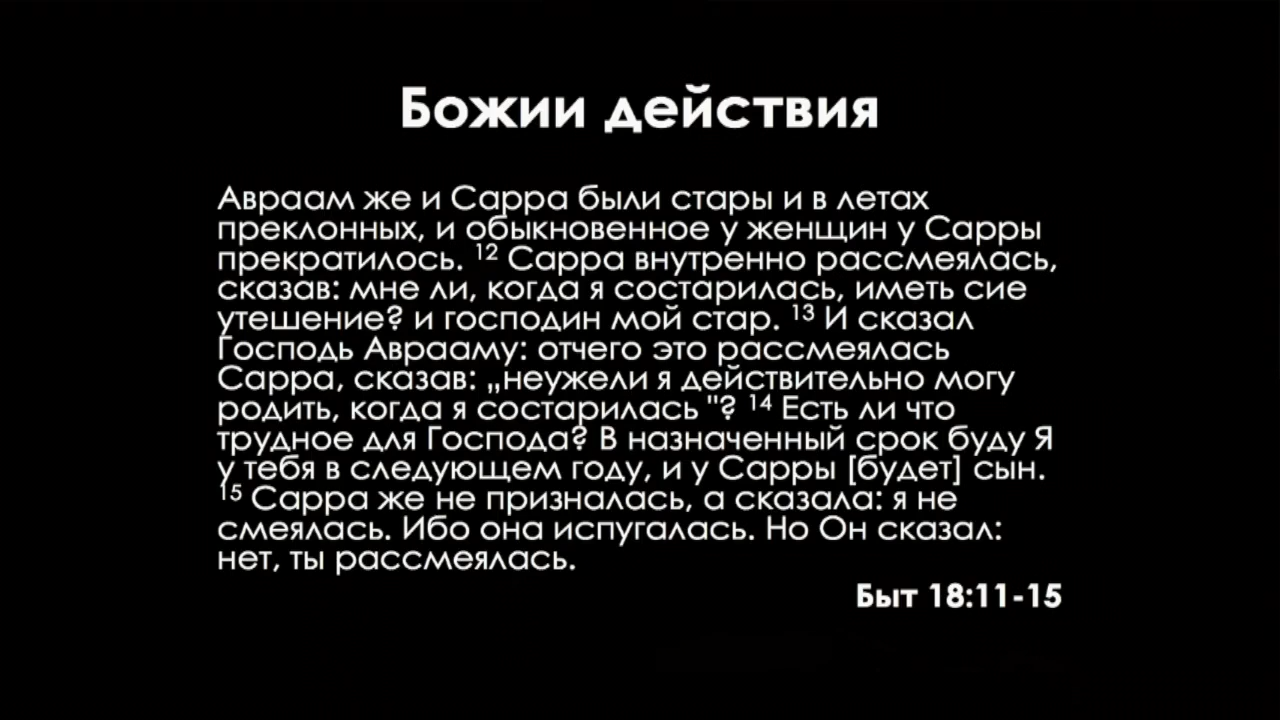 Божии действия
Авраам же и Сарра были стары и в летах
преклонных, и обыкновенное у женщин у Сарры
прекратилось. ¹² Сарра внутренно рассмеялась,
сказав: мне ли, когда я состарилась, иметь сие
утешение? и господин мой стар. ¹³ И сказал
Господь Аврааму: отчего это рассмеялась
Сарра, сказав: „неужели я действительно могу
родить, когда я состарилась "? ¹⁴ Есть ли что
трудное для Господа? В назначенный срок буду Я
у тебя в следующем году, и у Сарры [будет] сын.
¹⁵ Сарра же не призналась, а сказала: я не
смеялась. Ибо она испугалась. Но Он сказал:
нет, ты рассмеялась.
Быт 18:11-15